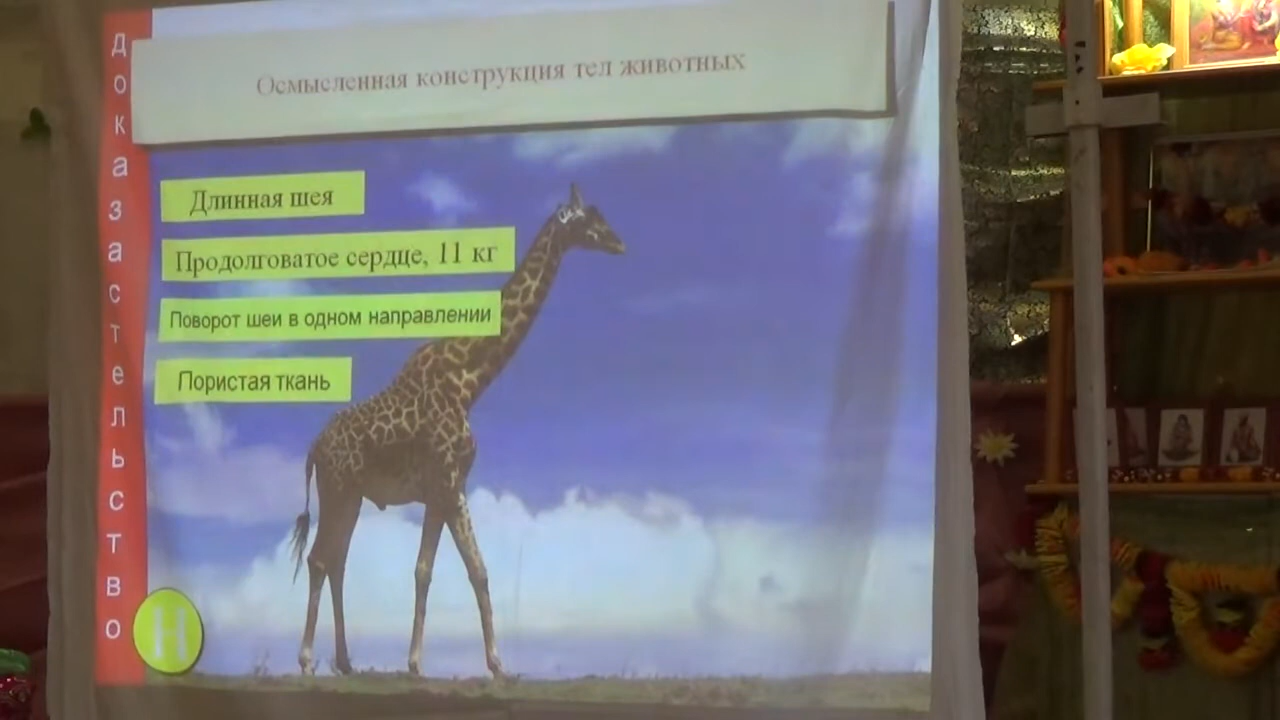 Осмысленная конструкция тел животных
доказательство
Длинная шея
Продолговатое сердце, 11 кг
Поворот шеи в одном направлении
Пористая ткань
Н